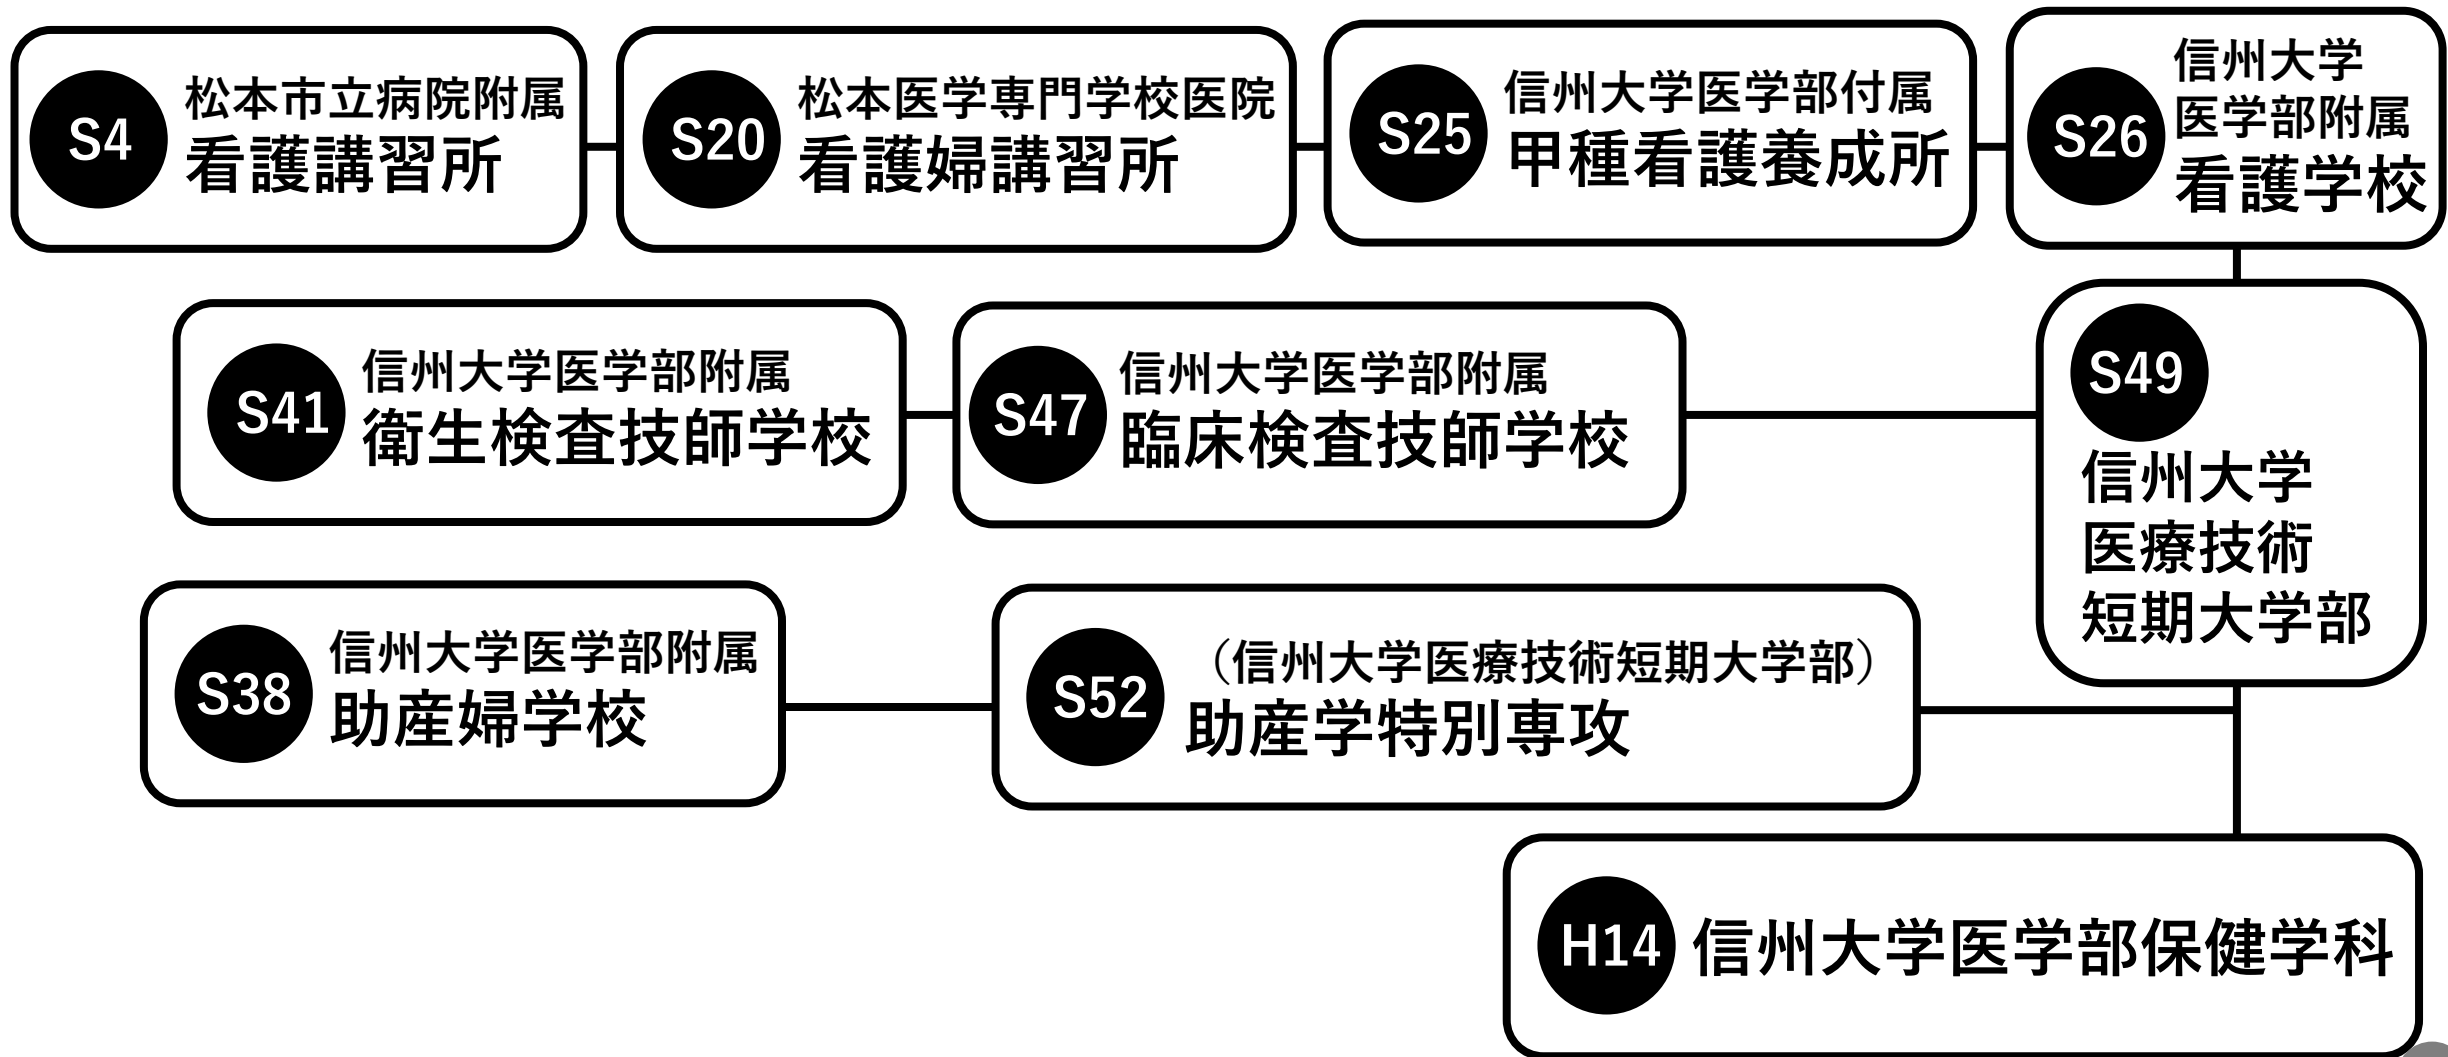 S4
松本市立病院附属
看護講習所
S20
松本医学専門学校医院
看護婦講習所
S25
信州大学医学部付属
甲種看護養成所
S26
信州大学
医学部附属
看護学校
S41
信州大学医学部附属
衛生検査技師学校
S47
信州大学医学部附属
臨床検査技師学校
S49
信州大学
医療技術
短期大学部
S38
信州大学医学部附属
助産婦学校
S52
（信州大学医療技術短期大学部）
助産学特別専攻
H14
信州大学医学部保健学科